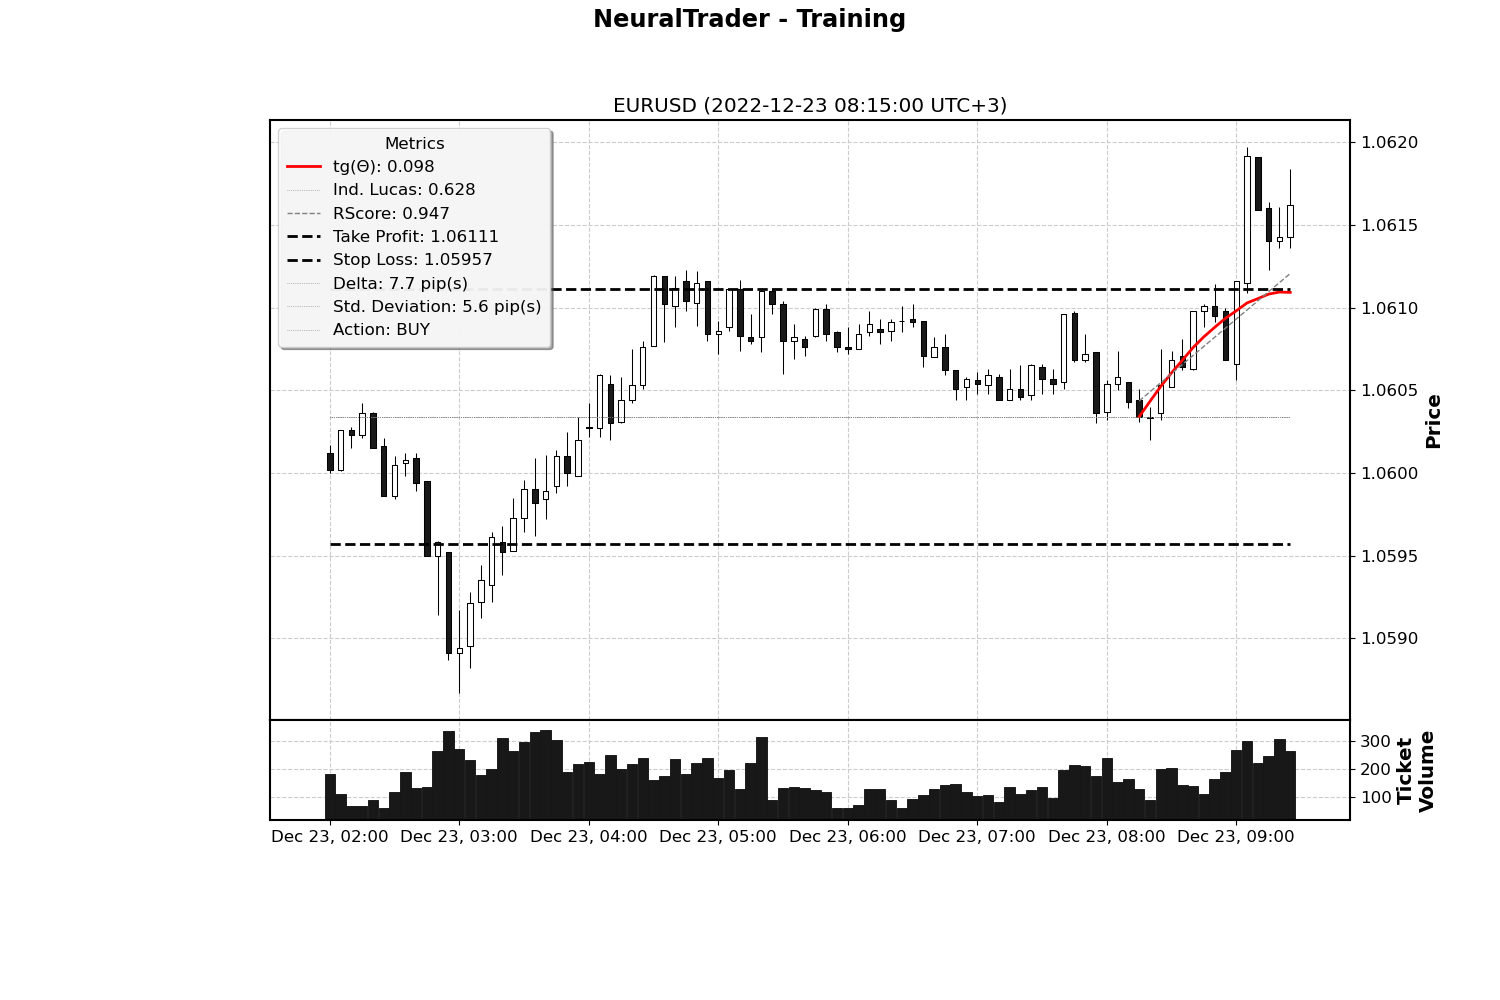 NeuralTrader - Training
EURUSD (2022-12-23 08:15:00 UTC+3)
Metrics
tg(Θ): 0.098
Ind. Lucas: 0.628
RScore: 0.947
Take Profit: 1.06111
Stop Loss: 1.05957
Delta: 7.7 pip(s)
Std. Deviation: 5.6 pip(s)
Action: BUY
1.0620
1.0615
1.0610
1.0605
1.0600
1.0595
1.0590
Price
300
200
100
Ticket
Volume
Dec 23, 02:00 Dec 23, 03:00 Dec 23, 04:00 Dec 23, 05:00 Dec 23, 06:00 Dec 23, 07:00 Dec 23, 08:00 Dec 23, 09:00